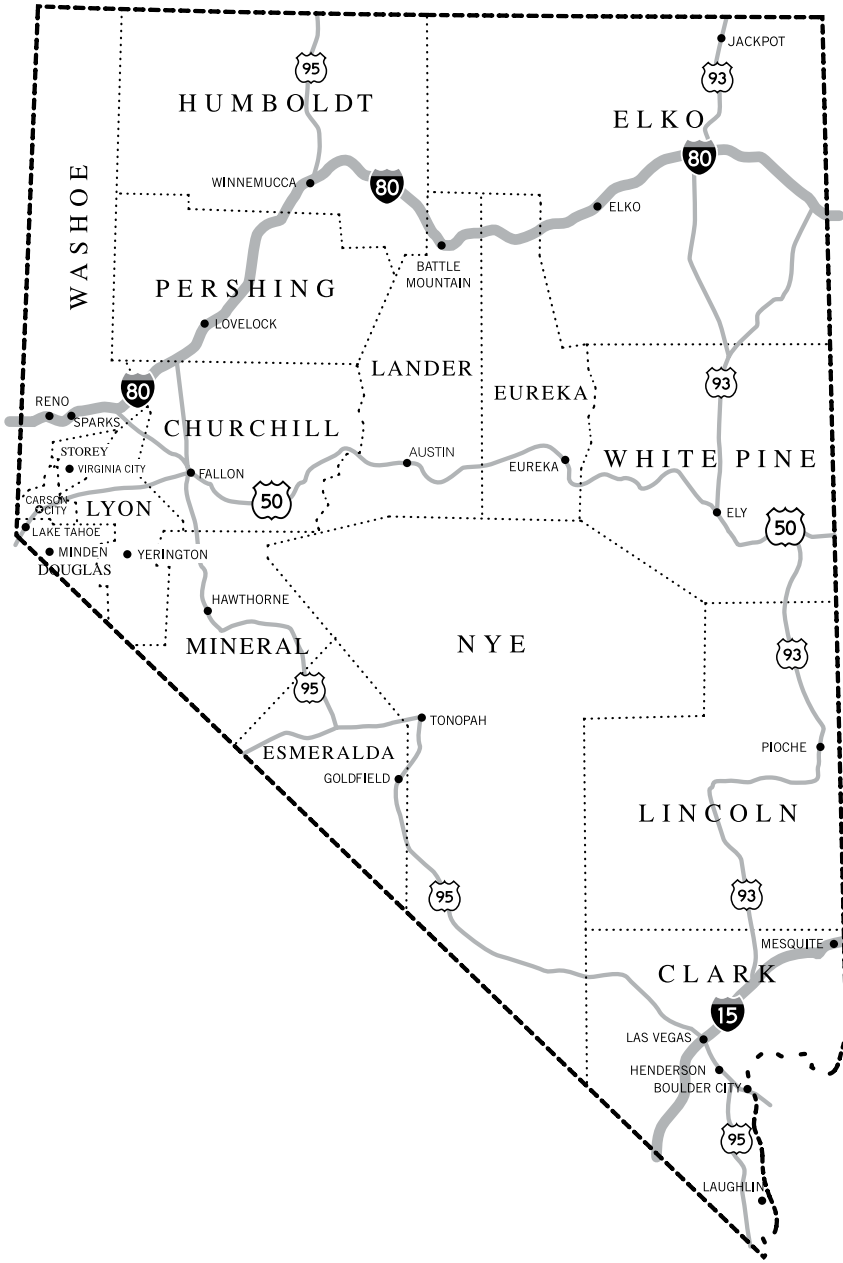 JACKPOT
95
93
HUMBOLDT
ELKO
80
WINNEMUCCA
80
ELKO
WASHOE
BATTLE
MOUNTAIN
PERSHING
LOVELOCK
LANDER
80
93
EUREKA
RENO
SPARKS
CHURCHILL
STOREY
AUSTIN
EUREKA
WHITE PINE
VIRGINIA CITY
FALLON
CARSON
CITY
LYON
50
ELY
50
LAKE TAHOE
MINDEN
YERINGTON
DOUGLAS
HAWTHORNE
MINERAL
NYE
93
95
TONOPAH
PIOCHE
ESMERALDA
GOLDFIELD
LINCOLN
95
93
MESQUITE
CLARK
15
LAS VEGAS
HENDERSON
BOULDER CITY
95
LAUGHLIN